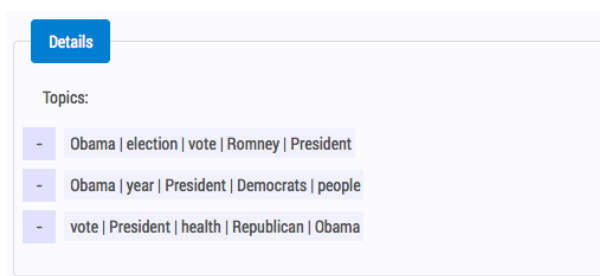 Details
Topics:
- Obama | election | vote | Romney | President
- Obama | year | President | Democrats | people
- vote | President | health | Republican | Obama